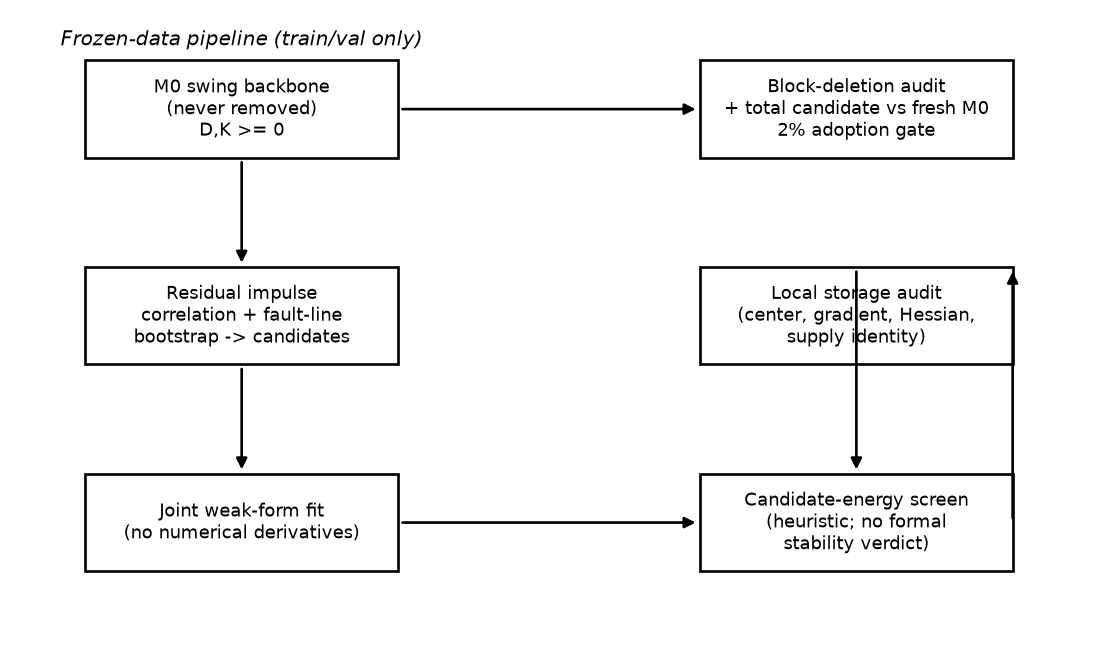 Frozen-data pipeline (train/val only)
M0 swing backbone
(never removed)
D,K >= 0
Block-deletion audit
+ total candidate vs fresh M0
2% adoption gate
Residual impulse
correlation + fault-line
bootstrap -> candidates
Local storage audit
(center, gradient, Hessian,
supply identity)
Joint weak-form fit
(no numerical derivatives)
Candidate-energy screen
(heuristic; no formal
stability verdict)